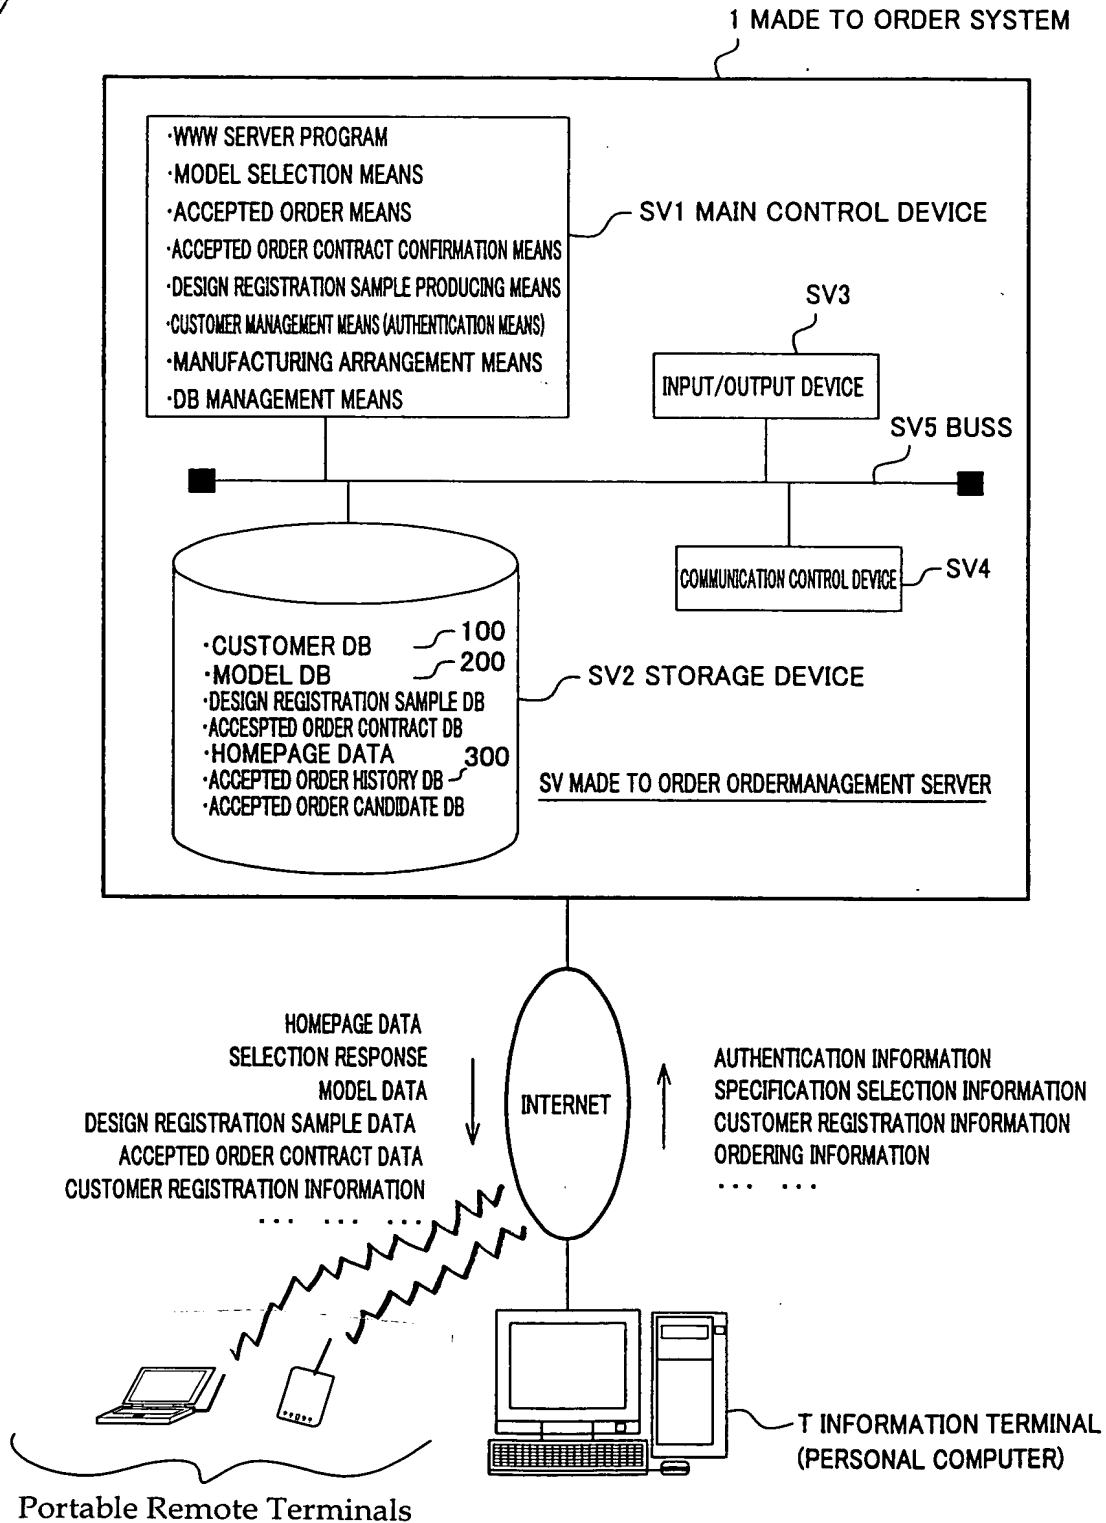 1 MADE TO ORDER SYSTEM
·WWW SERVER PROGRAM
·MODEL SELECTION MEANS
·ACCEPTED ORDER MEANS
·ACCEPTED ORDER CONTRACT CONFIRMATION MEANS
·DESIGN REGISTRATION SAMPLE PRODUCING MEANS
·CUSTOMER MANAGEMENT MEANS (AUTHENTICATION MEANS)
·MANUFACTURING ARRANGEMENT MEANS
·DB MANAGEMENT MEANS
SV1 MAIN CONTROL DEVICE
SV3
INPUT/OUTPUT DEVICE
SV5 BUSS
COMMUNICATION CONTROL DEVICE
SV4
·CUSTOMER DB 100
·MODEL DB 200
·DESIGN REGISTRATION SAMPLE DB
·ACCESPTED ORDER CONTRACT DB
·HOMEPAGE DATA
·ACCEPTED ORDER HISTORY DB 300
·ACCEPTED ORDER CANDIDATE DB
SV2 STORAGE DEVICE
SV MADE TO ORDER ORDERMANAGEMENT SERVER
HOMEPAGE DATA
SELECTION RESPONSE
MODEL DATA
DESIGN REGISTRATION SAMPLE DATA
ACCEPTED ORDER CONTRACT DATA
CUSTOMER REGISTRATION INFORMATION
... ... ...
INTERNET
AUTHENTICATION INFORMATION
SPECIFICATION SELECTION INFORMATION
CUSTOMER REGISTRATION INFORMATION
ORDERING INFORMATION
... ...
T INFORMATION TERMINAL
(PERSONAL COMPUTER)
Portable Remote Terminals